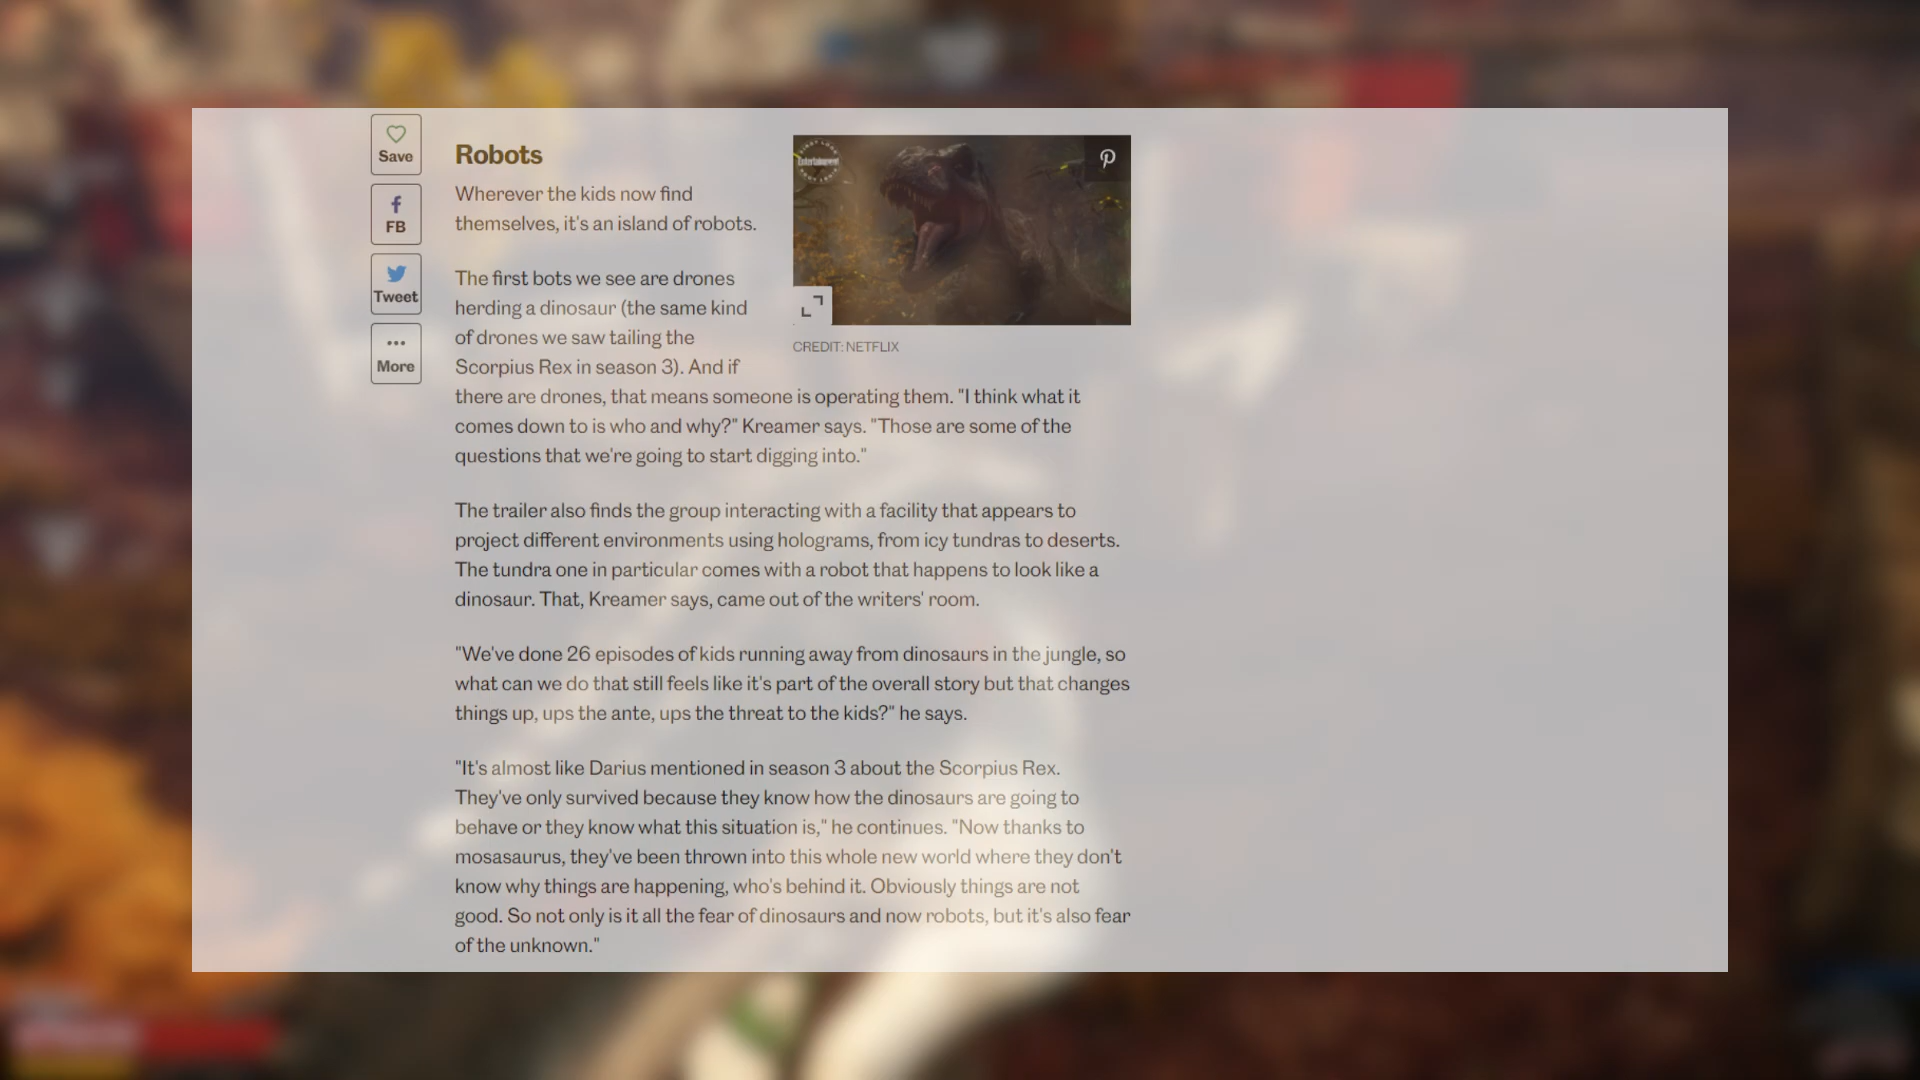 Save
FB
Tweet
More
Robots
Wherever the kids now find
themselves, it's an island of robots.
The first bots we see are drones
herding a dinosaur (the same kind
of drones we saw tailing the
Scorpius Rex in season 3). And if
there are drones, that means someone is operating them. "I think what it
comes down to is who and why?" Kreamer says. "Those are some of the
questions that we're going to start digging into."
Entertainment
CREDIT: NETFLIX
The trailer also finds the group interacting with a facility that appears to
project different environments using holograms, from icy tundras to deserts.
The tundra one in particular comes with a robot that happens to look like a
dinosaur. That, Kreamer says, came out of the writers' room.
"We've done 26 episodes of kids running away from dinosaurs in the jungle, so
what can we do that still feels like it's part of the overall story but that changes
things up, ups the ante, ups the threat to the kids?" he says.
"It's almost like Darius mentioned in season 3 about the Scorpius Rex.
They've only survived because they know how the dinosaurs are going to
behave or they know what this situation is," he continues. "Now thanks to
mosasaurus, they've been thrown into this whole new world where they don't
know why things are happening, who's behind it. Obviously things are not
good. So not only is it all the fear of dinosaurs and now robots, but it's also fear
of the unknown."